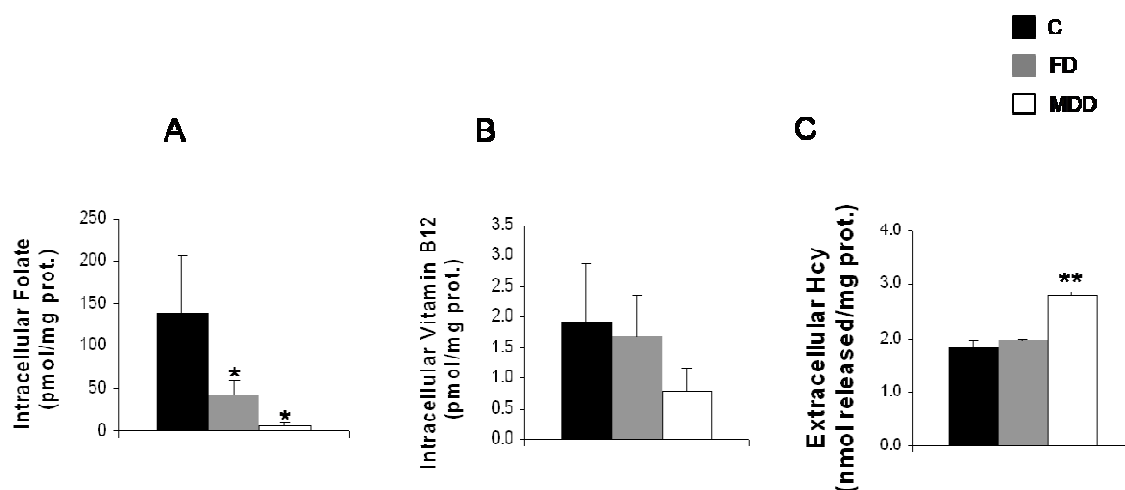 C
FD
MDD
A
B
C
Intracellular Folate
(pmol/mg prot.)
250
200
150
100
50
0
*
*
Intracellular Vitamin B12
(pmol/mg prot.)
3.5
3.0
2.5
2.0
1.5
1.0
0.5
0.0
Extracellular Hcy
(nmol released/mg prot.)
4.0
3.0
2.0
1.0
0.0
**